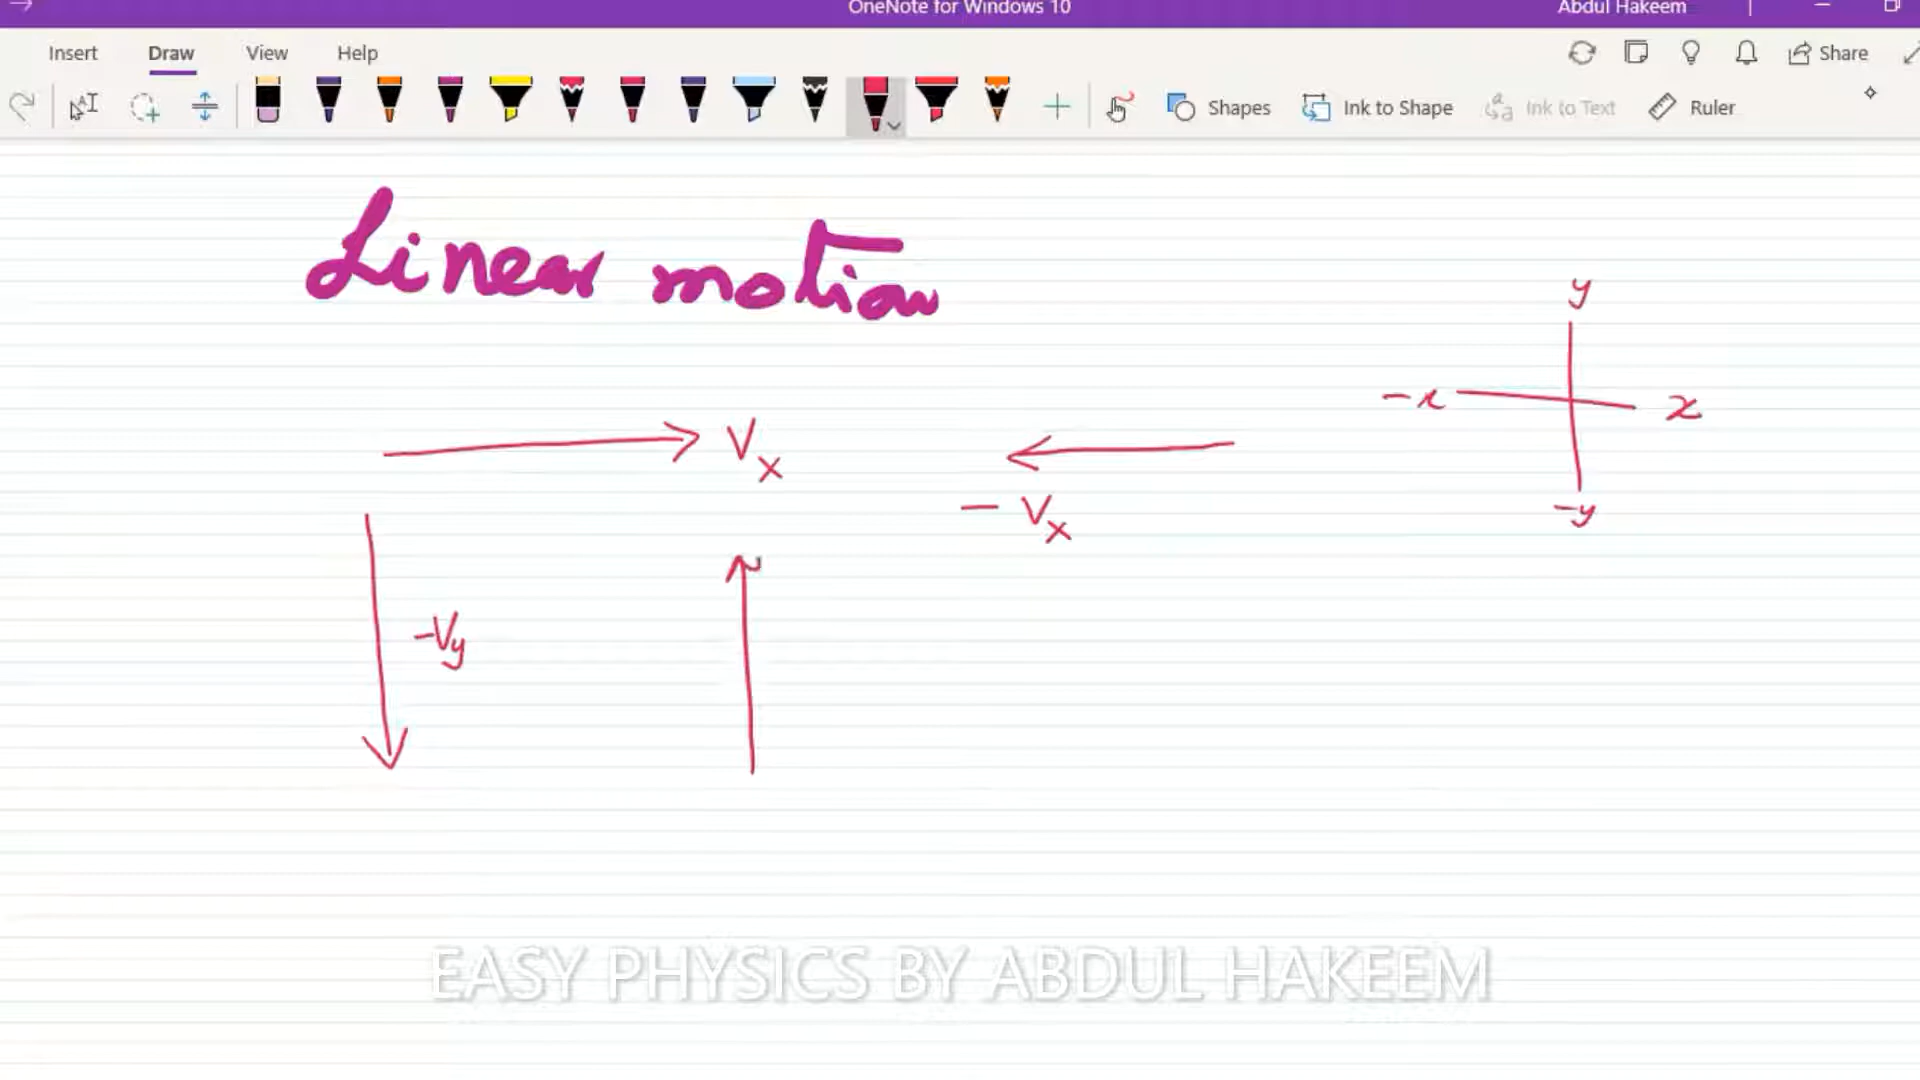 OneNote for Windows 10
Abdul Hakeem
Insert Draw View Help
Share
Shapes Ink to Shape Ink to Text Ruler
Linear motion
y
-x x
-y
Vx
- Vx
-Vy
EASY PHYSICS BY ABDUL HAKEEM